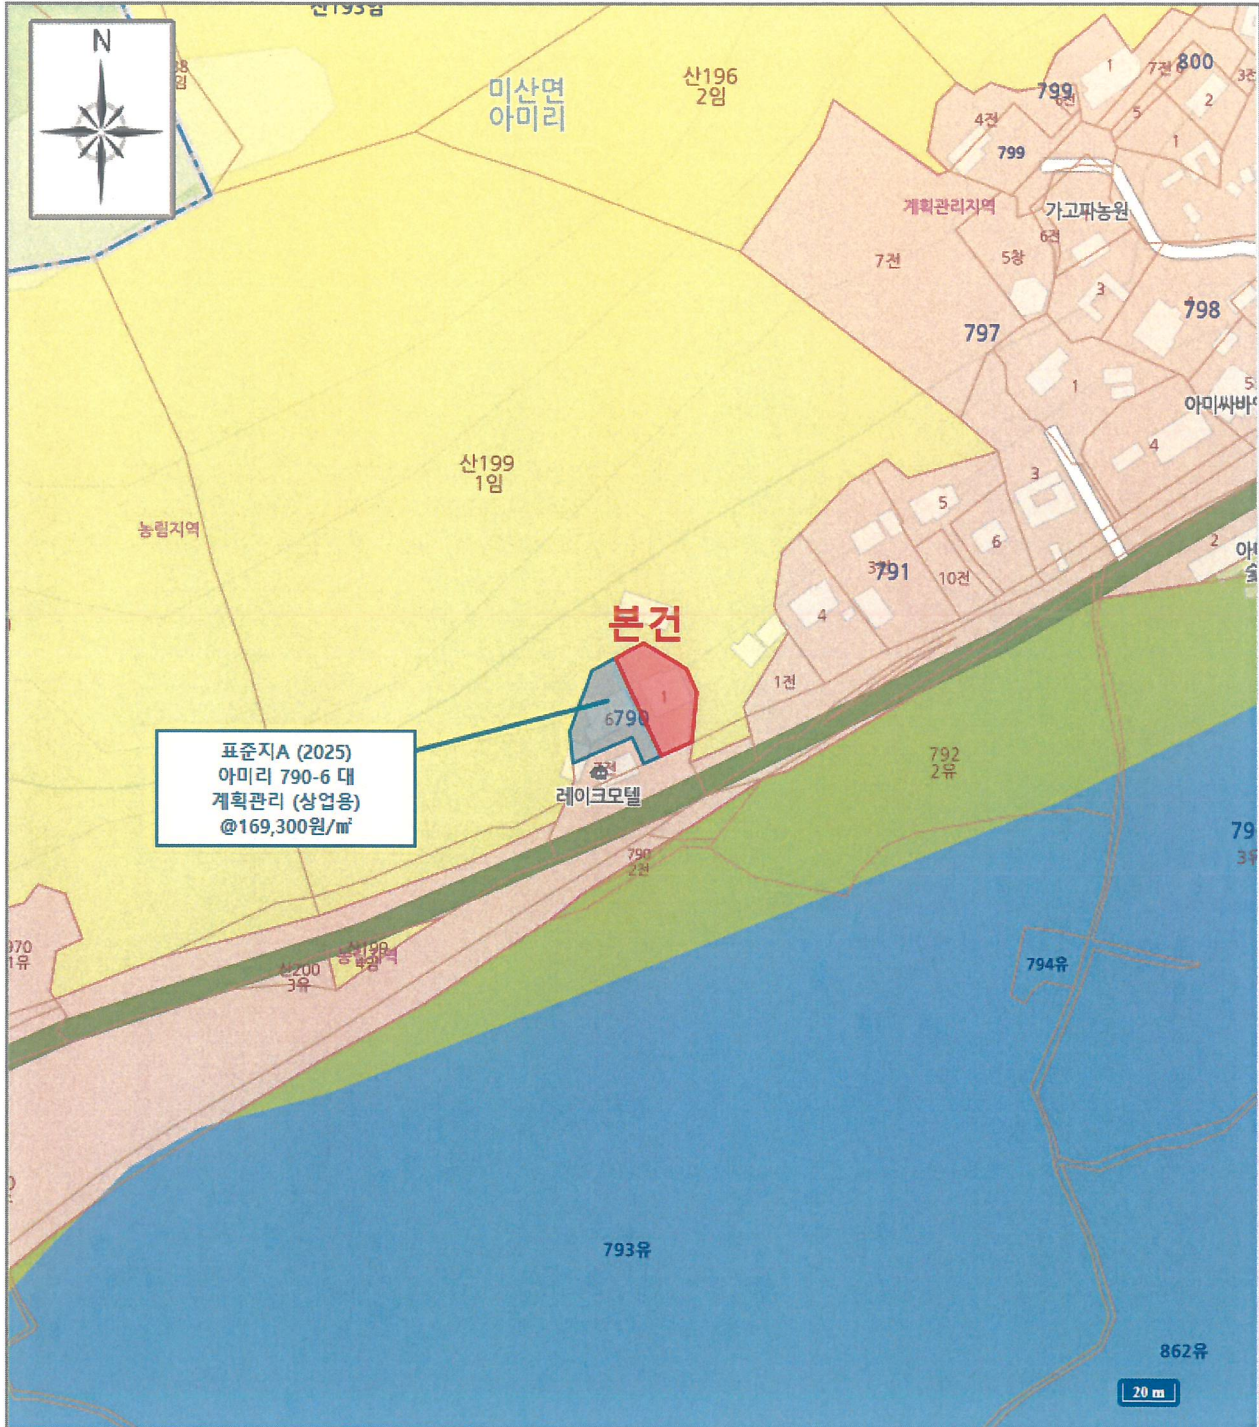 산193임
N
산196
2임
미산면
아미리
799
799
4전
1
7전
800
2
5
1
계획관리지역
가고파농원
6전
5창
7전
3
798
797
1
산199
1임
4
3
5
농림지역
6
2
791
10전
4
본건
1전
1
6
790
표준지A (2025)
아미리 790-6 대
계획관리 (상업용)
@169,300원/㎡
레이크모텔
792
2유
790
2전
산200
3유
794유
793유
862유
20 m